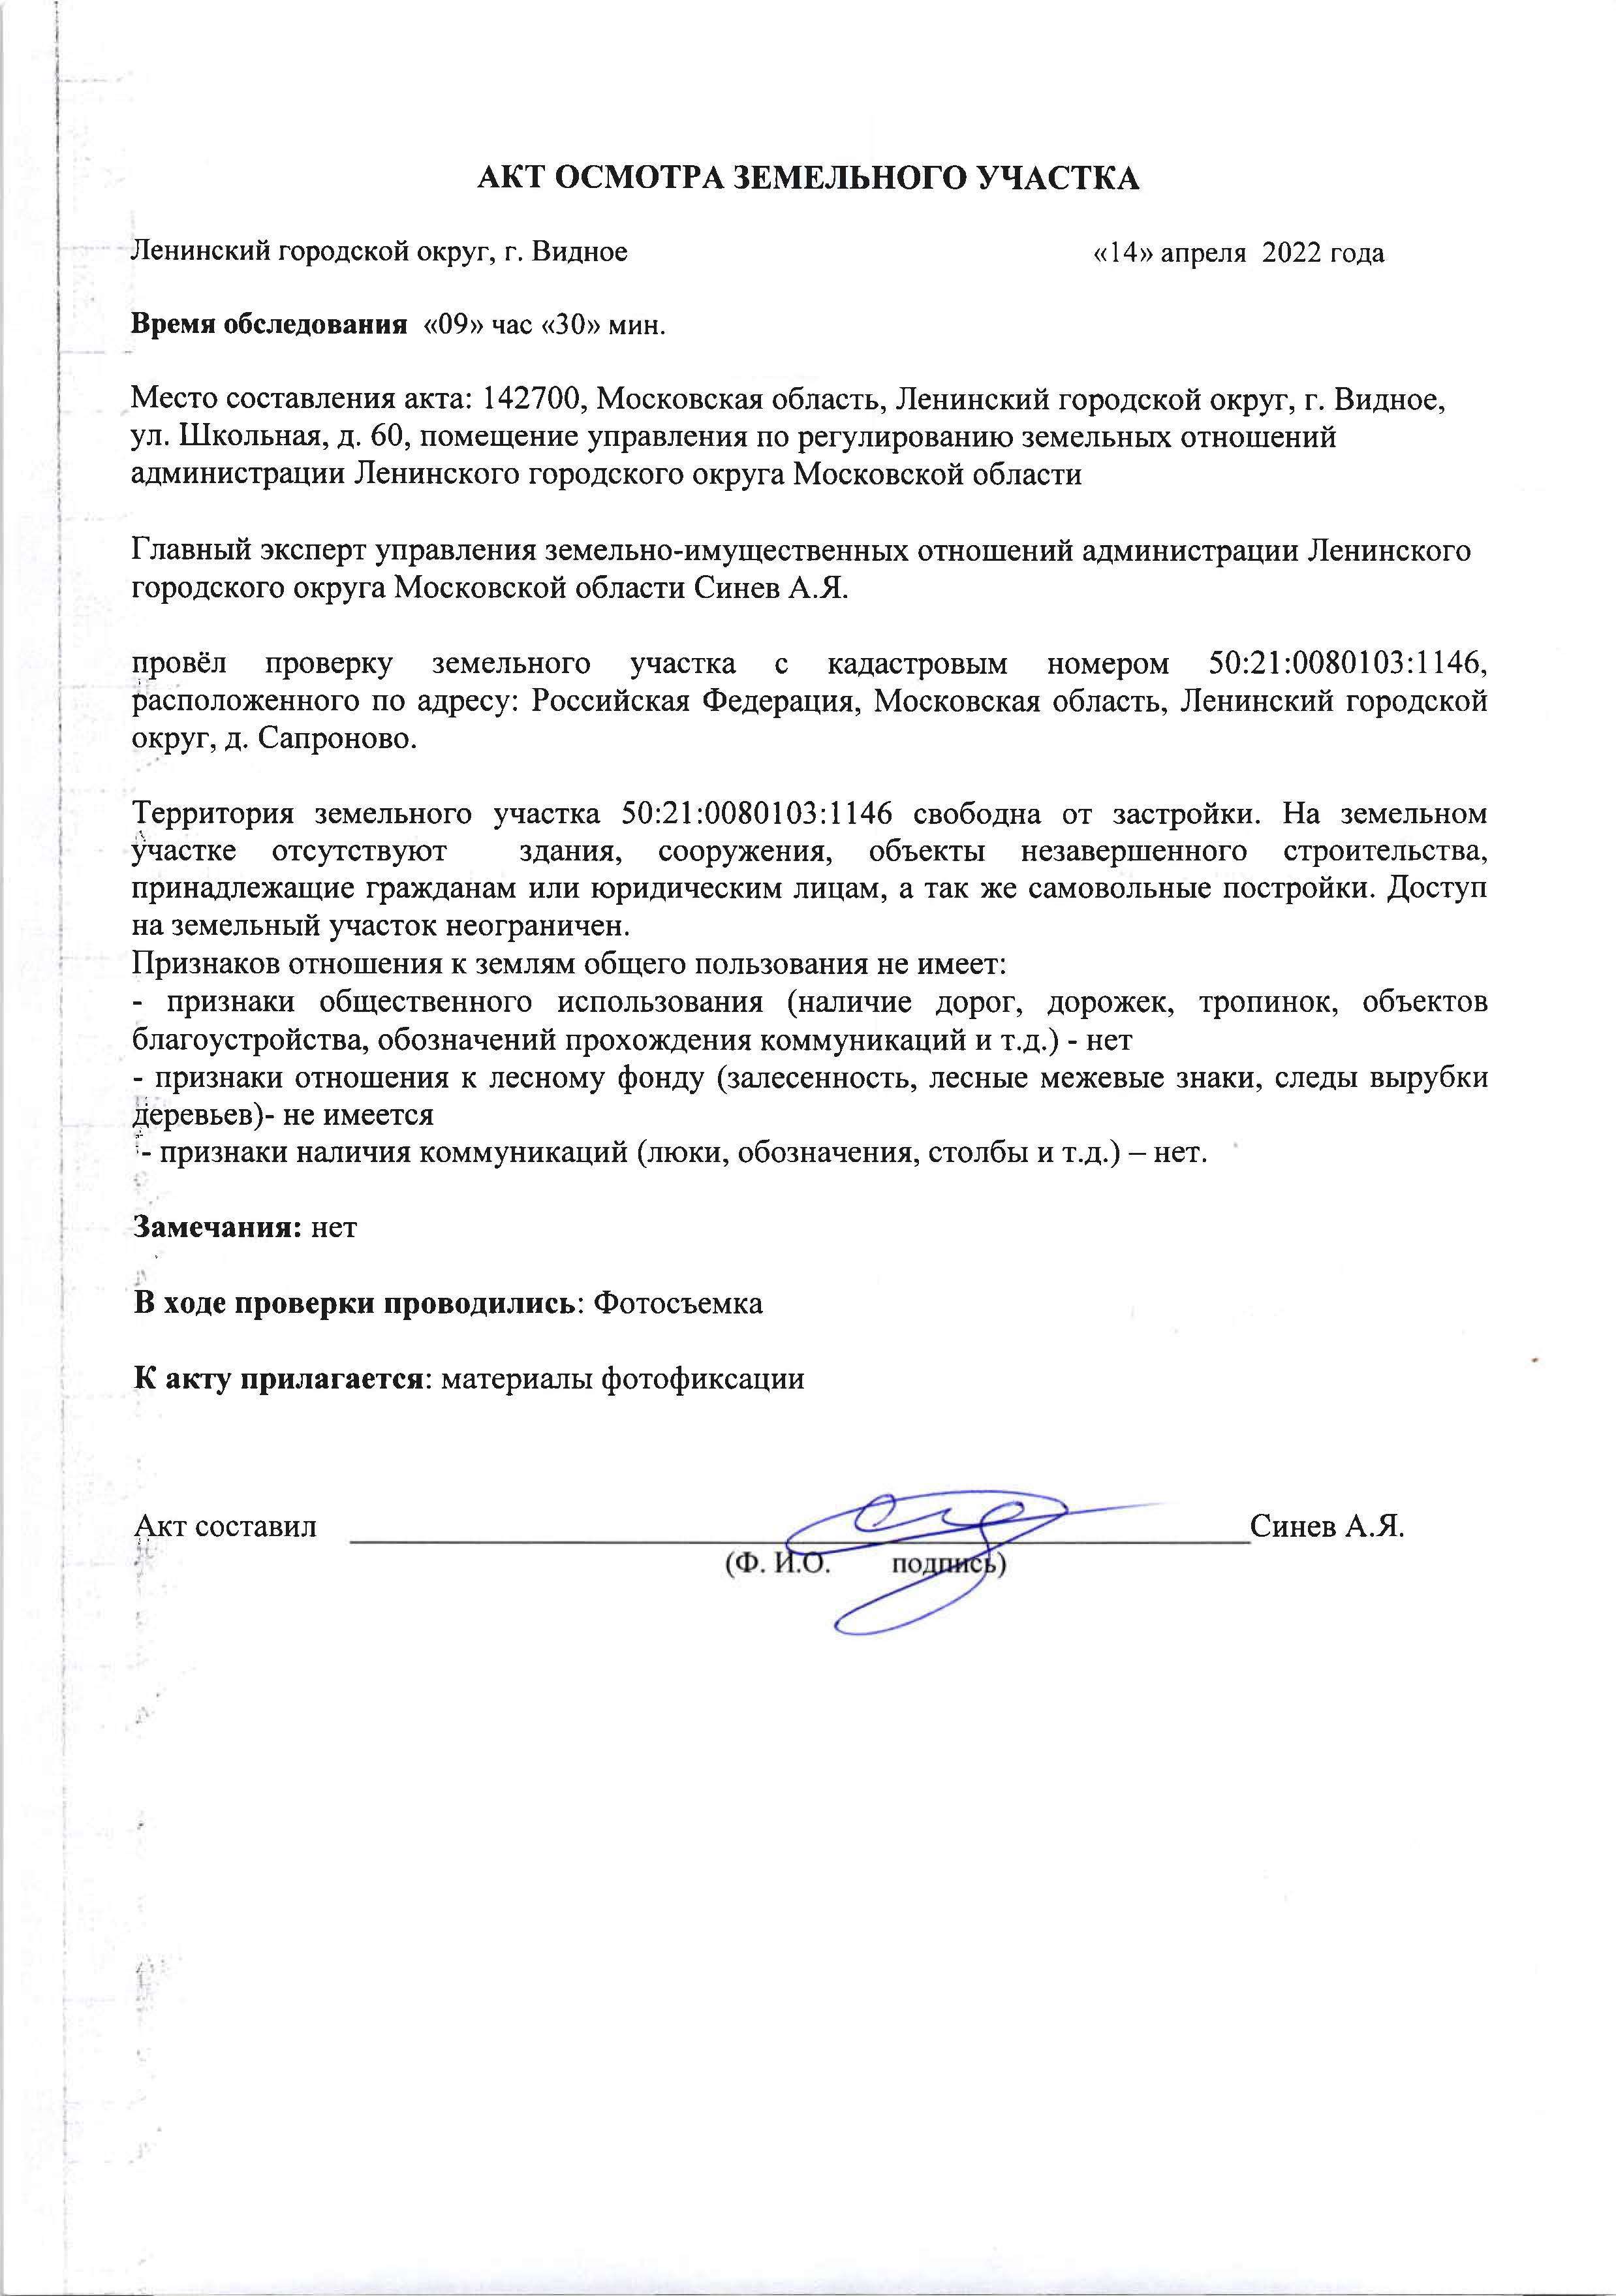 АКТ ОСМОТРА ЗЕМЕЛЬНОГО УЧАСТКА
Ленинский городской округ, г. Видное «14» апреля 2022 года
Время обследования «09» час «30» мин.
Место составления акта: 142700, Московская область, Ленинский городской округ, г. Видное,
ул. Школьная, д. 60, помещение управления по регулированию земельных отношений
администрации Ленинского городского округа Московской области
Главный эксперт управления земельно-имущественных отношений администрации Ленинского
городского округа Московской области Синев А.Я.
провёл проверку земельного участка с кадастровым номером 50:21:0080103:1146,
расположенного по адресу: Российская Федерация, Московская область, Ленинский городской
округ, д. Сапроново.
Территория земельного участка 50:21:0080103:1146 свободна от застройки. На земельном
участке отсутствуют здания, сооружения, объекты незавершенного строительства,
принадлежащие гражданам или юридическим лицам, а так же самовольные постройки. Доступ
на земельный участок неограничен.
Признаков отношения к землям общего пользования не имеет:
- признаки общественного использования (наличие дорог, дорожек, тропинок, объектов
благоустройства, обозначений прохождения коммуникаций и т.д.) - нет
- признаки отношения к лесному фонду (залесенность, лесные межевые знаки, следы вырубки
деревьев)- не имеется
- признаки наличия коммуникаций (люки, обозначения, столбы и т.д.) – нет.
Замечания: нет
В ходе проверки проводились: Фотосъемка
К акту прилагается: материалы фотофиксации
Акт составил Синев А.Я.
(Ф. И.О. подпись)